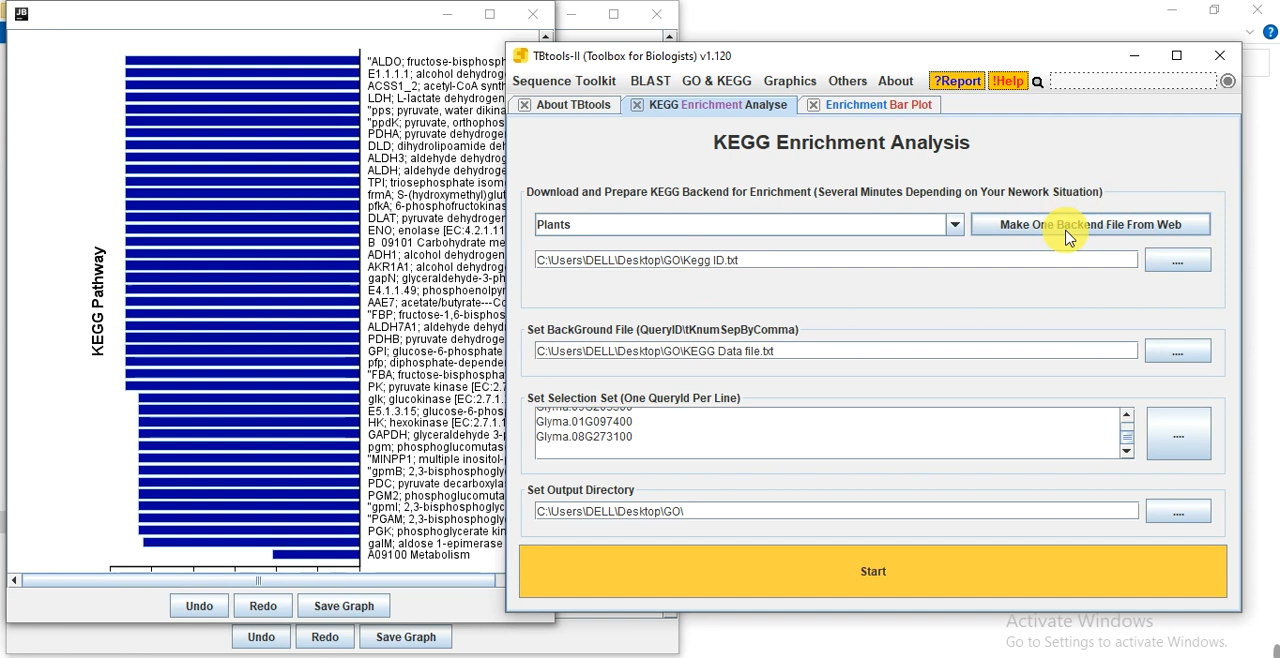 JB
KEGG Pathway
"ALDO; fructose-bisphosph
E1.1.1.1; alcohol dehydrog
ACSS1_2; acetyl-CoA synth
LDH; L-lactate dehydrogen
"pps; pyruvate, water dikina
"ppdK; pyruvate, orthophos
PDHA; pyruvate dehydroge
DLD; dihydrolipoamide deh
ALDH3; aldehyde dehydrog
ALDH; aldehyde dehydroge
TPI; triosephosphate isom
frmA; S-(hydroxymethyl)glut
pfkA; 6-phosphofructokinas
DLAT; pyruvate dehydroger
ENO; enolase [EC:4.2.1.11
B 09101 Carbohydrate me
ADH1; alcohol dehydrogen
AKR1A1; alcohol dehydrog
gapN; glyceraldehyde-3-ph
E4.1.1.49; phosphoenolpy
AAE7; acetate/butyrate---Co
"FBP; fructose-1,6-bisphos
ALDH7A1; aldehyde dehyd
PDHB; pyruvate dehydroger
GPI; glucose-6-phosphate
pfp; diphosphate-depende
"FBA; fructose-bisphospha
PK; pyruvate kinase [EC:2.7
glk; glucokinase [EC:2.7.1.
E5.1.3.15; glucose-6-phos
HK; hexokinase [EC:2.7.1.1
GAPDH; glyceraldehyde 3-
pgm; phosphoglucomutas
"MINPP1; multiple inositol-
"gpmB; 2,3-bisphosphogly
PDC; pyruvate decarboxyla
PGM2; phosphoglucomuta
"gpmI; 2,3-bisphosphoglyc
"PGAM; 2,3-bisphosphogly
PGK; phosphoglycerate kin
galM; aldose 1-epimerase
A09100 Metabolism
Undo Redo Save Graph
Undo Redo Save Graph
TBtools-II (Toolbox for Biologists) v1.120
Sequence Toolkit BLAST GO & KEGG Graphics Others About ?Report !Help
About TBtools KEGG Enrichment Analyse Enrichment Bar Plot
KEGG Enrichment Analysis
Download and Prepare KEGG Backend for Enrichment (Several Minutes Depending on Your Nework Situation)
Plants Make One Backend File From Web
C:\Users\DELL\Desktop\GO\Kegg ID.txt ....
Set BackGround File (QueryID\tKnum SepByComma)
C:\Users\DELL\Desktop\GO\KEGG Data file.txt ....
Set Selection Set (One QueryId Per Line)
Glyma.01G097400
Glyma.08G273100
....
Set Output Directory
C:\Users\DELL\Desktop\GO\ ....
Start
Activate Windows
Go to Settings to activate Windows.